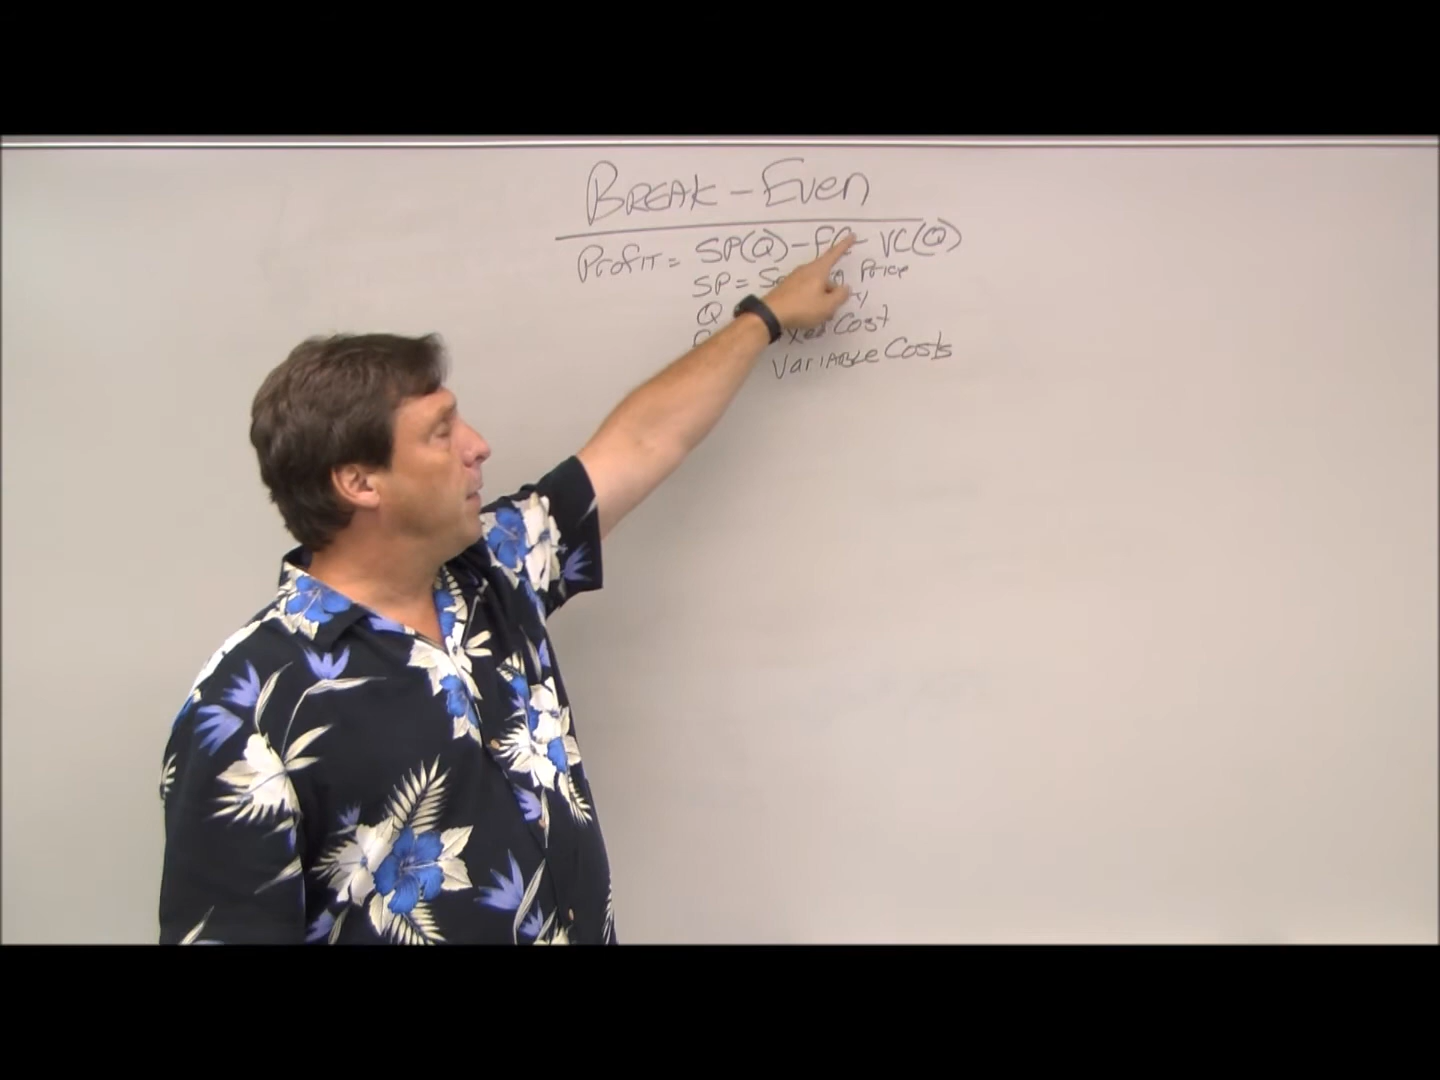 Break-Even
Profit = SP(Q) - FC - VC(Q)
SP = Price
Q
Cost
Variable Costs